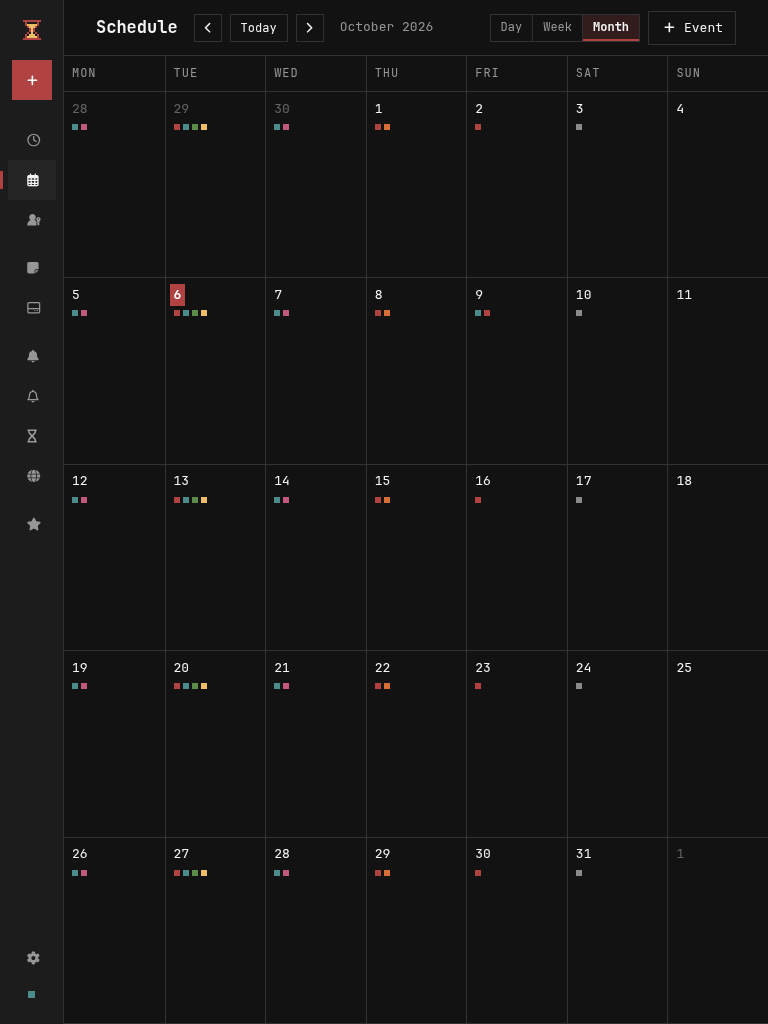 Schedule Today October 2026 Day Week Month + Event
MON TUE WED THU FRI SAT SUN
28 29 30 1 2 3 4
5 6 7 8 9 10 11
12 13 14 15 16 17 18
19 20 21 22 23 24 25
26 27 28 29 30 31 1